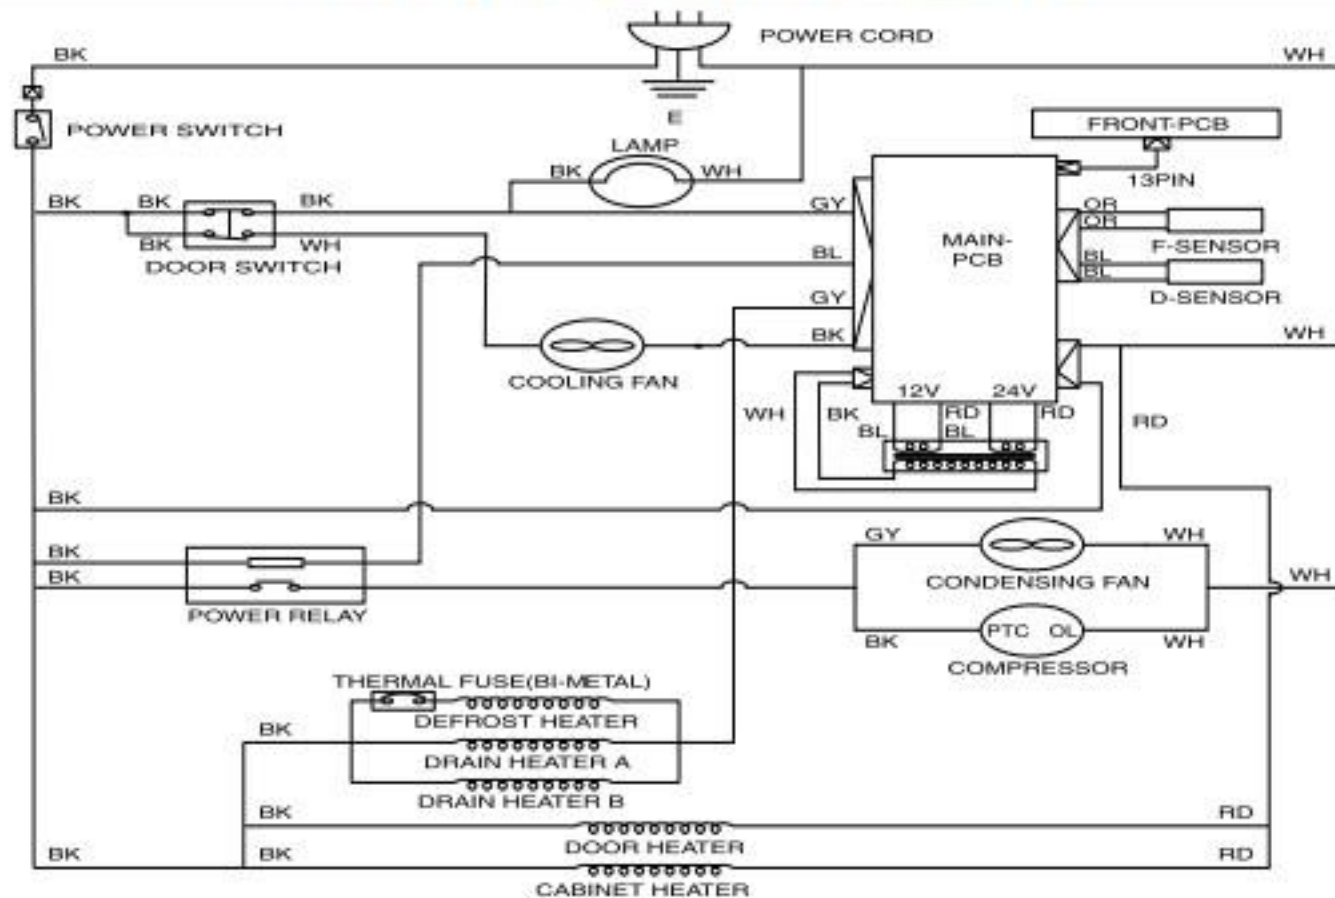 POWER CORD
BK
WH
E
POWER SWITCH
FRONT-PCB
LAMP
BK
WH
13PIN
BK
BK
BK
GY
MAIN-
PCB
OR
OR
F-SENSOR
BK
WH
DOOR SWITCH
BL
BL
BL
D-SENSOR
GY
BK
WH
COOLING FAN
12V
24V
WH
BK
RD
RD
RD
BL
BL
BK
BK
GY
WH
BK
CONDENSING FAN
WH
POWER RELAY
PTC
OL
BK
WH
COMPRESSOR
THERMAL FUSE(BI-METAL)
DEFROST HEATER
BK
DRAIN HEATER A
DRAIN HEATER B
BK
RD
DOOR HEATER
BK
BK
RD
CABINET HEATER